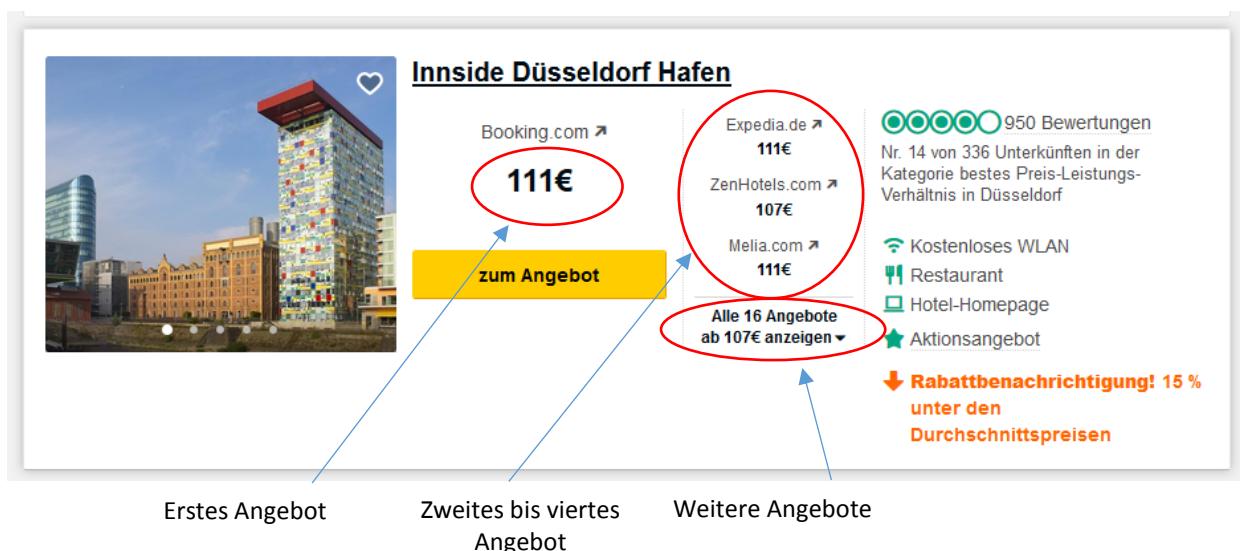 Innside Düsseldorf Hafen
Booking.com
111€
zum Angebot
Expedia.de
111€
ZenHotels.com
107€
Melia.com
111€
Alle 16 Angebote
ab 107€ anzeigen
950 Bewertungen
Nr. 14 von 336 Unterkünften in der
Kategorie bestes Preis-Leistungs-
Verhältnis in Düsseldorf
Kostenloses WLAN
Restaurant
Hotel-Homepage
Aktionsangebot
Rabattbenachrichtigung! 15 %
unter den
Durchschnittspreisen
Erstes Angebot
Zweites bis viertes
Angebot
Weitere Angebote